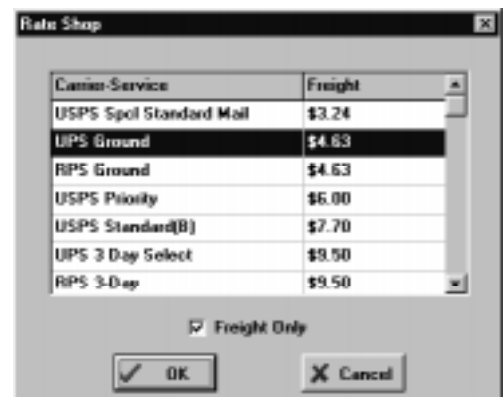 Rate Shop
Carrier-Service Freight
USPS Spcl Standard Mail $3.24
UPS Ground $4.63
RPS Ground $4.63
USPS Priority $6.00
USPS Standard(B) $7.70
UPS 3 Day Select $9.50
RPS 3-Day $9.50
Freight Only
OK Cancel